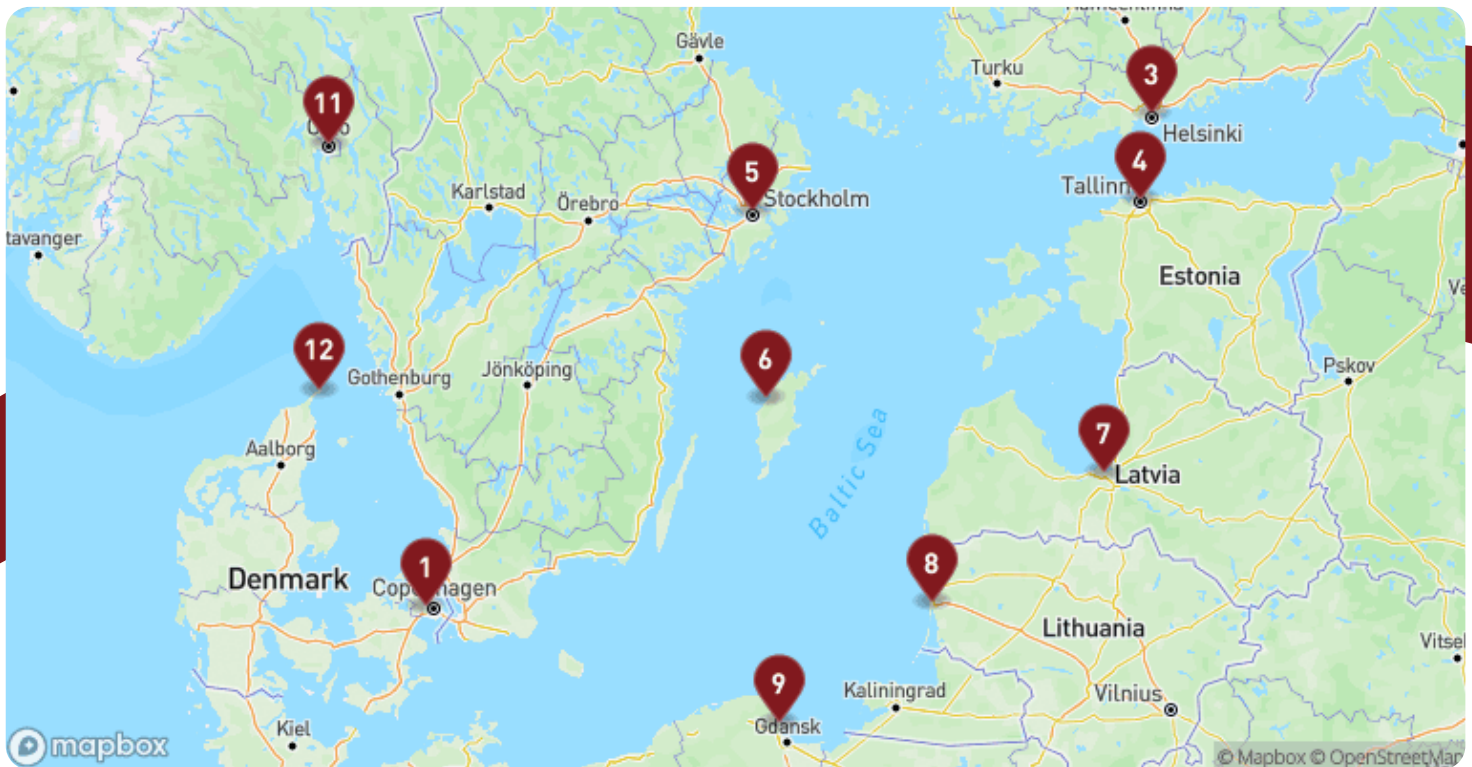 Gävle
Turku
3
11
Helsinki
4
5
Tallinn
Karlstad
Örebro
Stockholm
tavanger
Estonia
12
6
Gothenburg
Jönköping
Pskov
Aalborg
7
Baltic Sea
Latvia
1
8
Denmark
Copenhagen
Lithuania
9
Kaliningrad
Vilnius
Kiel
Gdansk
mapbox
© Mapbox © OpenStreetMap